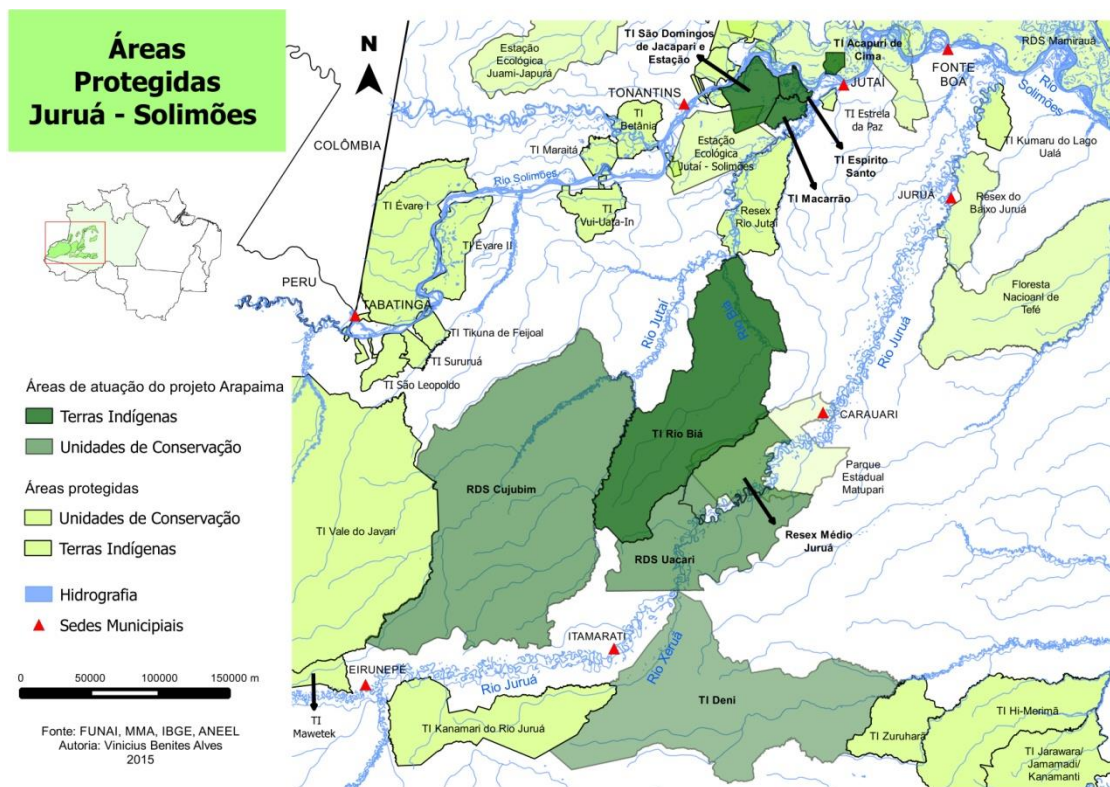 Áreas
Protegidas
Juruá - Solimões
N
COLÔMBIA
PERU
Áreas de atuação do projeto Arapaima
Terras Indígenas
Unidades de Conservação
Áreas protegidas
Unidades de Conservação
Terras Indígenas
Hidrografia
Sedes Municipiais
0
50000
100000
150000 m
Fonte: FUNAI, MMA, IBGE, ANEEL
Autoria: Vinicius Benites Alves
2015
Estação
Ecológica
Juami-Japurá
TI São Domingos
de Jacapari e
Estação
TI Acapuri de
Cima
RDS Mamirauá
FONTE
BOA
Rio
Solimões
TONANTINS
JUTAÍ
TI
Betânia
TI Estrela
da Paz
TI Maraitá
Estação
Ecológica
Jutaí - Solimões
TI Espirito
Santo
TI Kumaru do Lago
Ualá
Rio Solimões
TI Macarrão
JURUÁ
Resex do
Baixo Juruá
TI Évare I
TI
Vui-Uata-In
Resex
Rio Jutaí
TI Évare II
Floresta
Nacioanl de
Tefé
TABATINGA
Rio Jutaí
Rio Biá
Rio Juruá
TI Tikuna de Feijoal
TI Sururuá
TI São Leopoldo
CARAUARI
TI Rio Biá
Parque
Estadual
Matupari
RDS Cujubim
TI Vale do Javari
Resex Médio
Juruá
RDS Uacari
ITAMARATI
EIRUNEPE
Rio Juruá
Rio Xeruã
TI
Mawetek
TI Kanamari do Rio Juruá
TI Deni
TI Hi-Merimã
TI Zuruharã
TI Jarawara/
Jamamadi/
Kanamanti